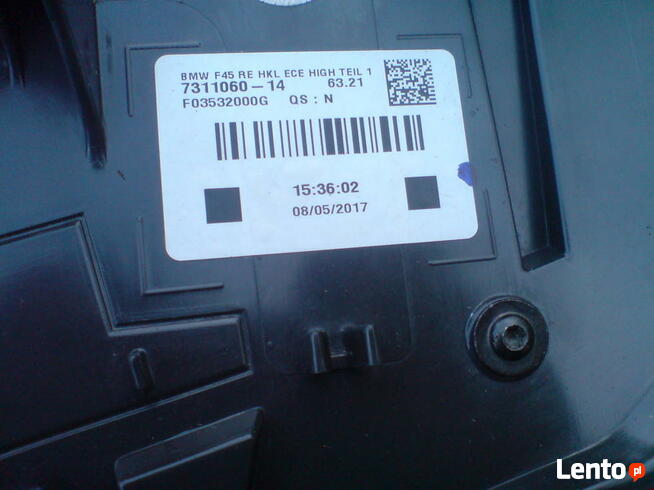 BMW F45 RE HKL ECE HIGH TEIL 1
7311060-14 63.21
F03532000G QS : N
15:36:02
08/05/2017
Lento.pl